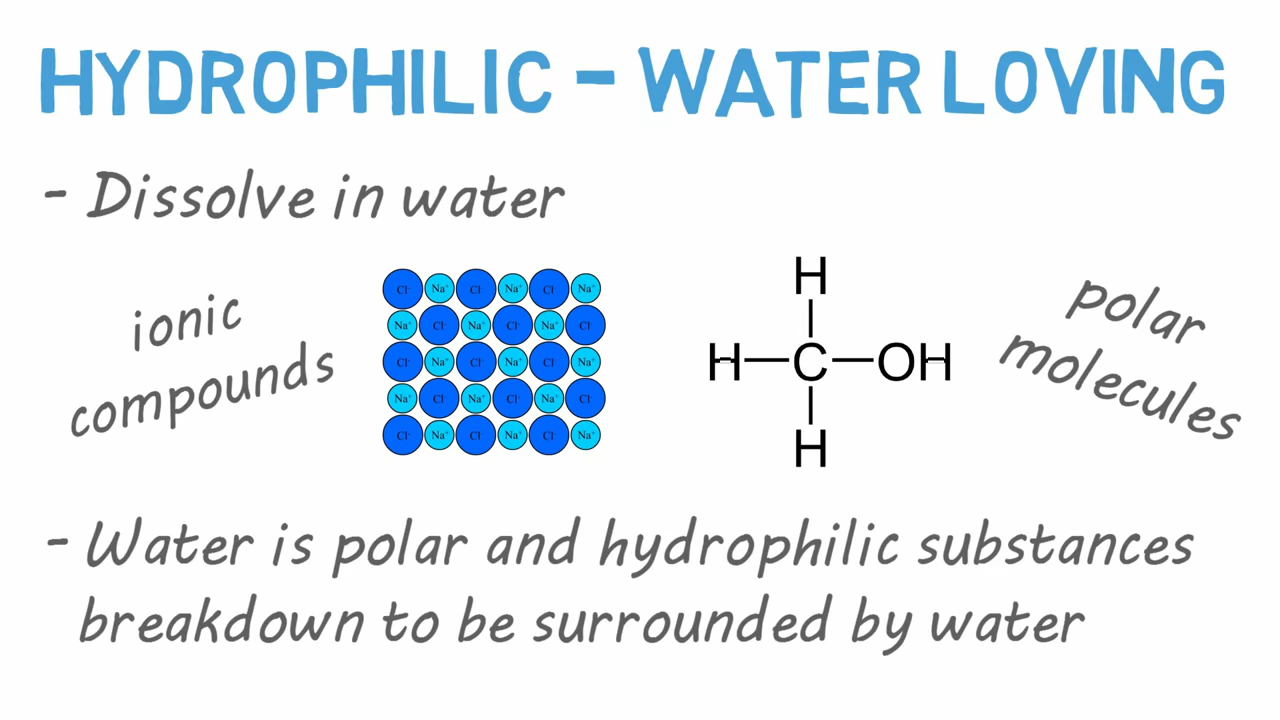 HYDROPHILIC - WATER LOVING
- Dissolve in water
ionic
compounds
Cl- Na+ Cl- Na+ Cl- Na+
Na+ Cl- Na+ Cl- Na+ Cl-
Cl- Na+ Cl- Na+ Cl- Na+
Na+ Cl- Na+ Cl- Na+ Cl-
Cl- Na+ Cl- Na+ Cl- Na+
H
H-C-OH
H
polar
molecules
- Water is polar and hydrophilic substances
breakdown to be surrounded by water